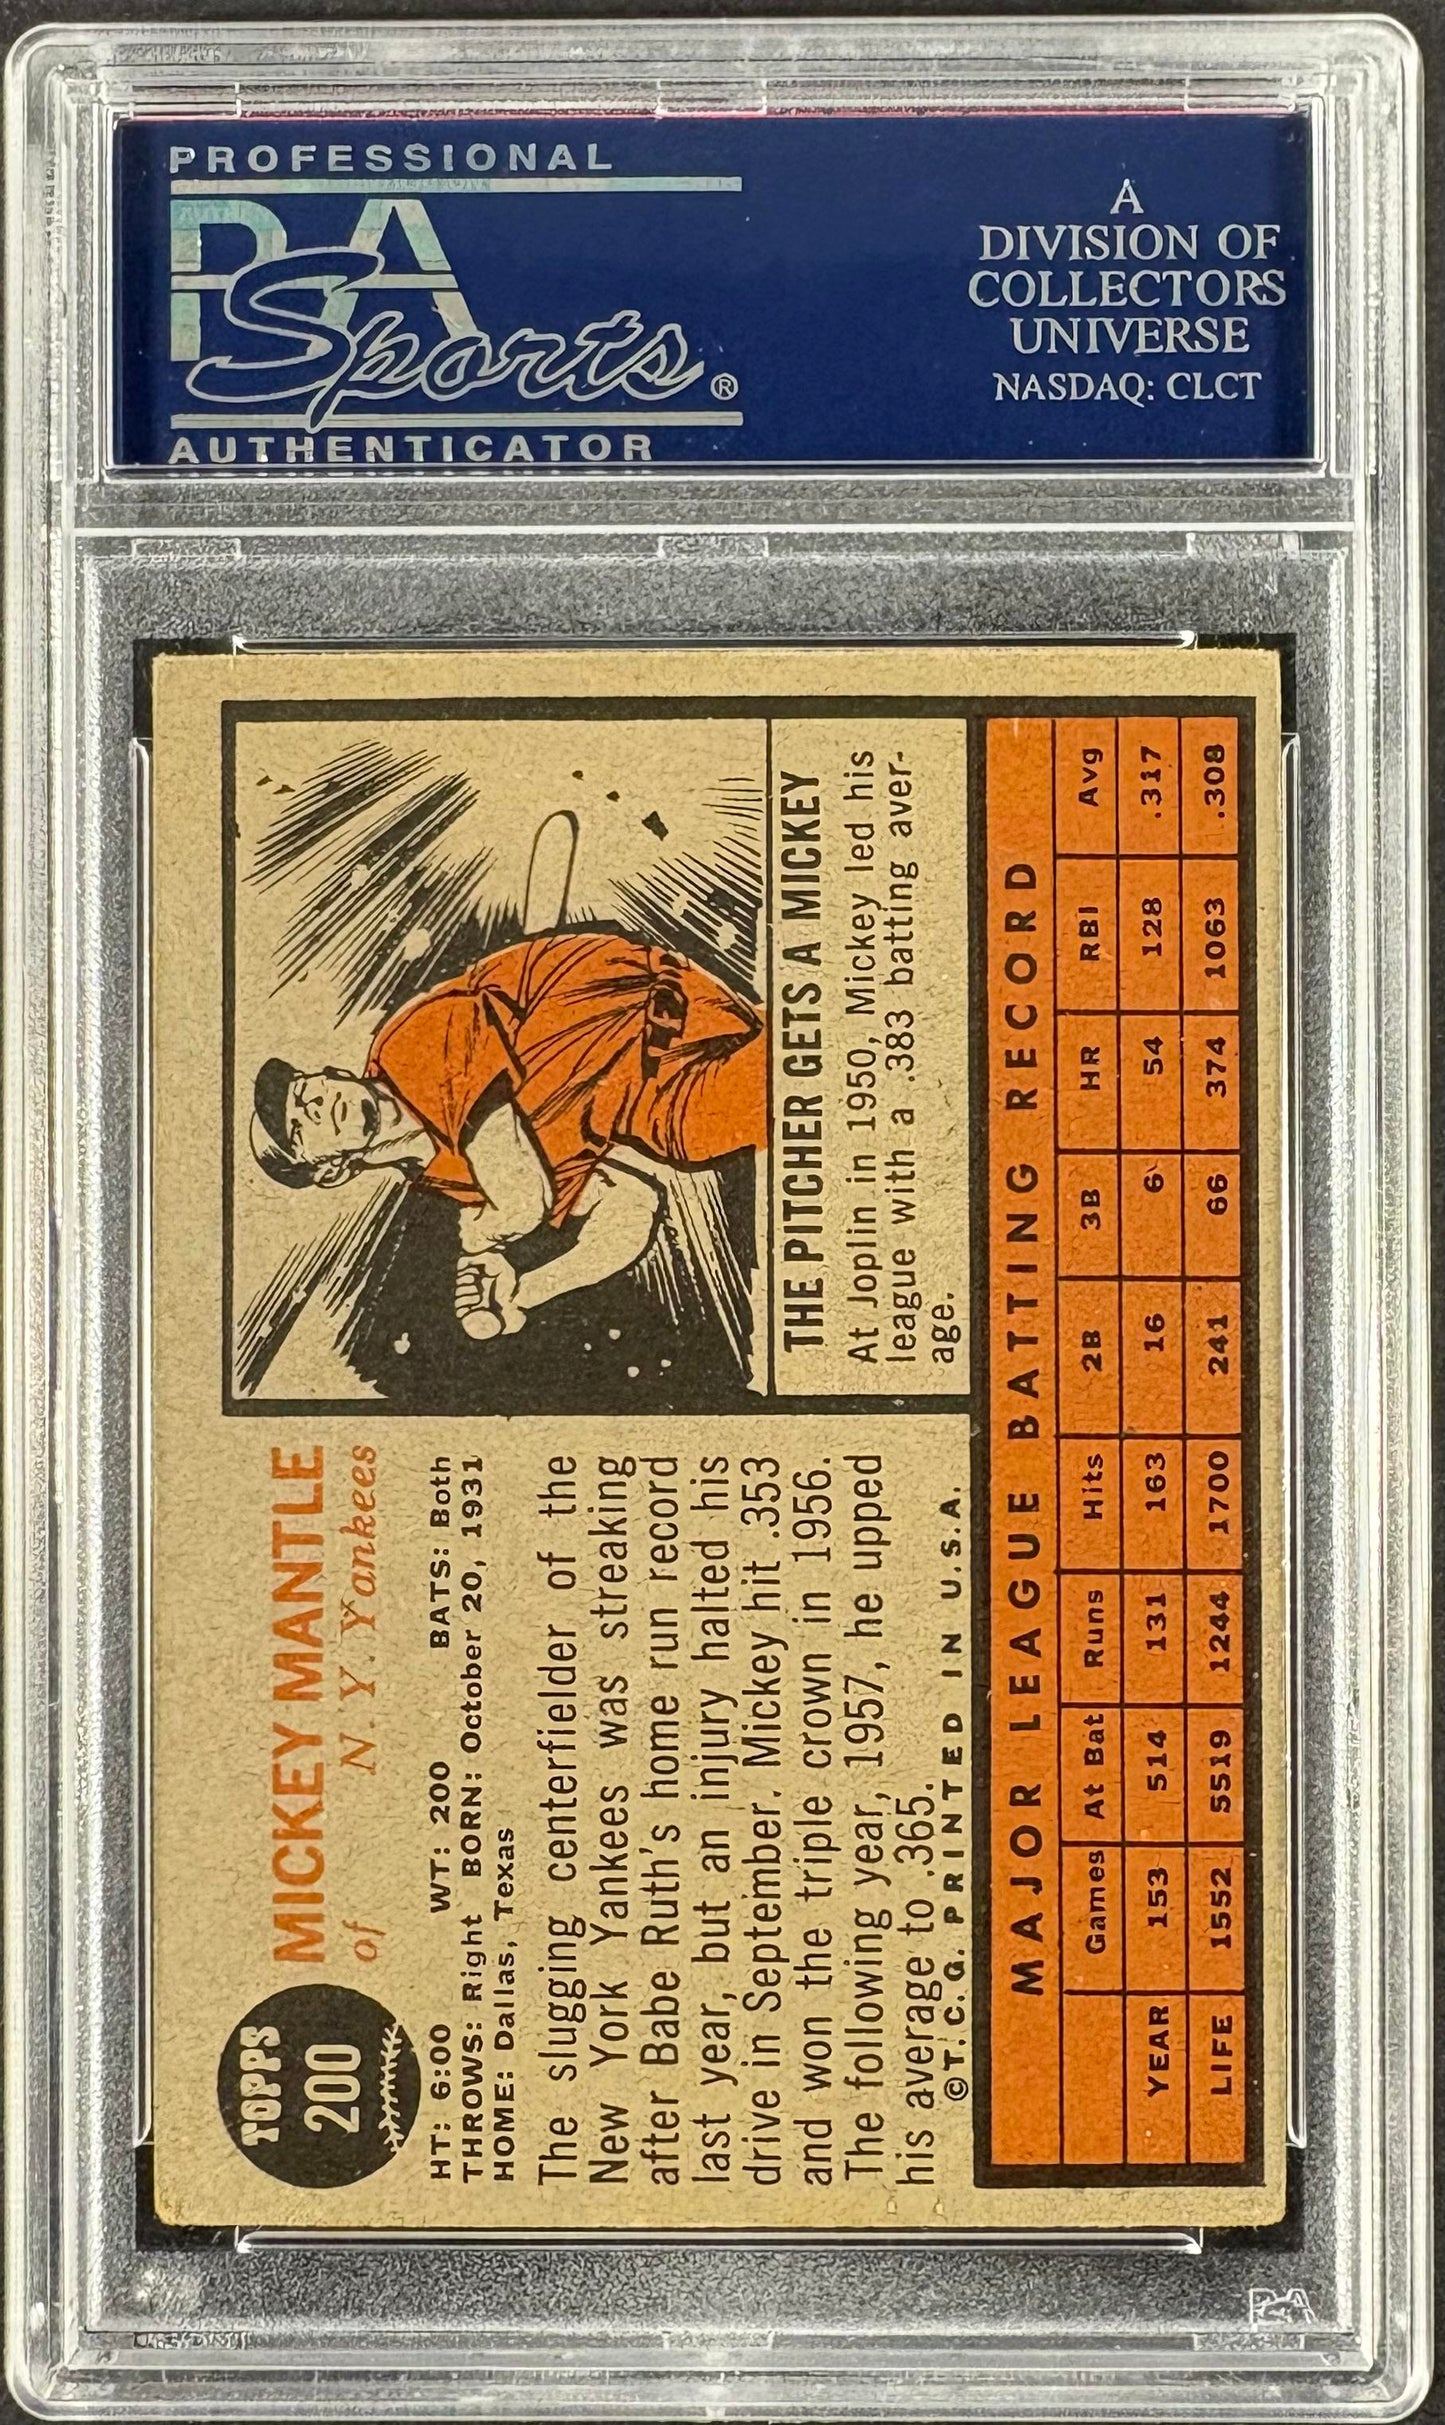 PROFESSIONAL
PSA
Sports®
AUTHENTICATOR
A
DIVISION OF
COLLECTORS
UNIVERSE
NASDAQ: CLCT
TOPPS
200
MICKEY MANTLE
of N. Y. Yankees
HT: 6:00 WT: 200 BATS: Both
THROWS: Right BORN: October 20, 1931
HOME: Dallas, Texas
The slugging centerfielder of the
New York Yankees was streaking
after Babe Ruth's home run record
last year, but an injury halted his
drive in September. Mickey hit .353
and won the triple crown in 1956.
The following year, 1957, he upped
his average to .365.
©T.C.G. PRINTED IN U.S.A.
THE PITCHER GETS A MICKEY
At Joplin in 1950, Mickey led his
league with a .383 batting aver-
age.
MAJOR LEAGUE BATTING RECORD
Games At Bat Runs Hits 2B 3B HR RBI Avg
YEAR 153 514 131 163 16 6 54 128 .317
LIFE 1552 5519 1244 1700 241 66 374 1063 .308
PSA